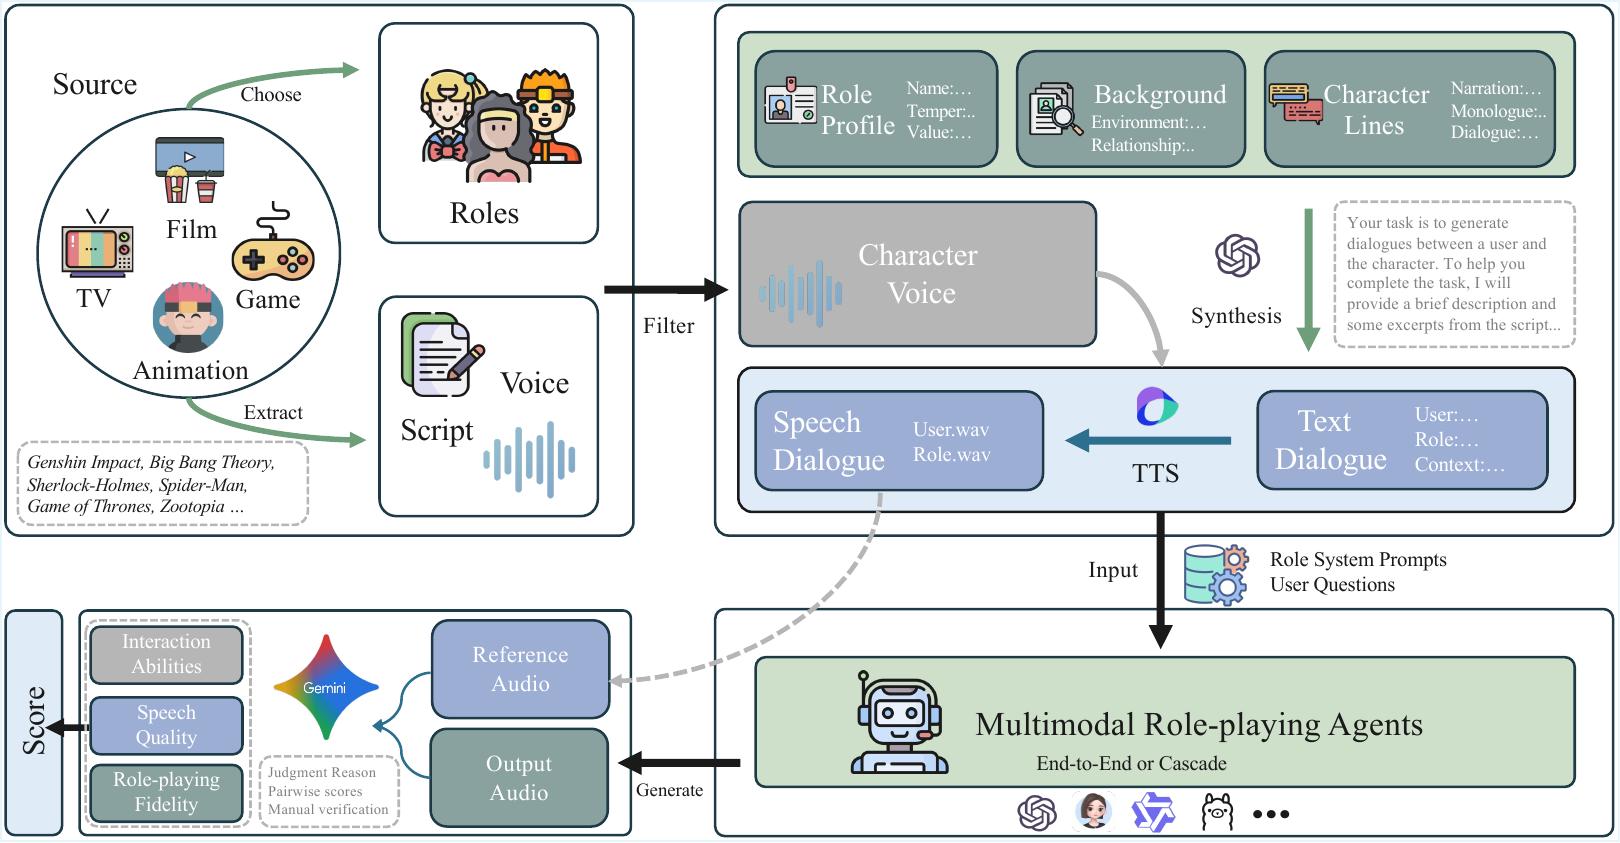 Source
Choose
Film
TV
Game
Animation
Extract
Genshin Impact, Big Bang Theory,
Sherlock-Holmes, Spider-Man,
Game of Thrones, Zootopia ...
Roles
Voice
Script
Filter
Role
Profile
Name:...
Temper:..
Value:...
Background
Environment:...
Relationship:..
Character
Lines
Narration:...
Monologue:..
Dialogue:...
Character
Voice
Synthesis
Your task is to generate
dialogues between a user and
the character. To help you
complete the task, I will
provide a brief description and
some excerpts from the script...
Speech
Dialogue
User.wav
Role.wav
TTS
Text
Dialogue
User:...
Role:...
Context:...
Input
Role System Prompts
User Questions
Score
Interaction
Abilities
Speech
Quality
Role-playing
Fidelity
Gemini
Judgment Reason
Pairwise scores
Manual verification
Reference
Audio
Output
Audio
Generate
Multimodal Role-playing Agents
End-to-End or Cascade